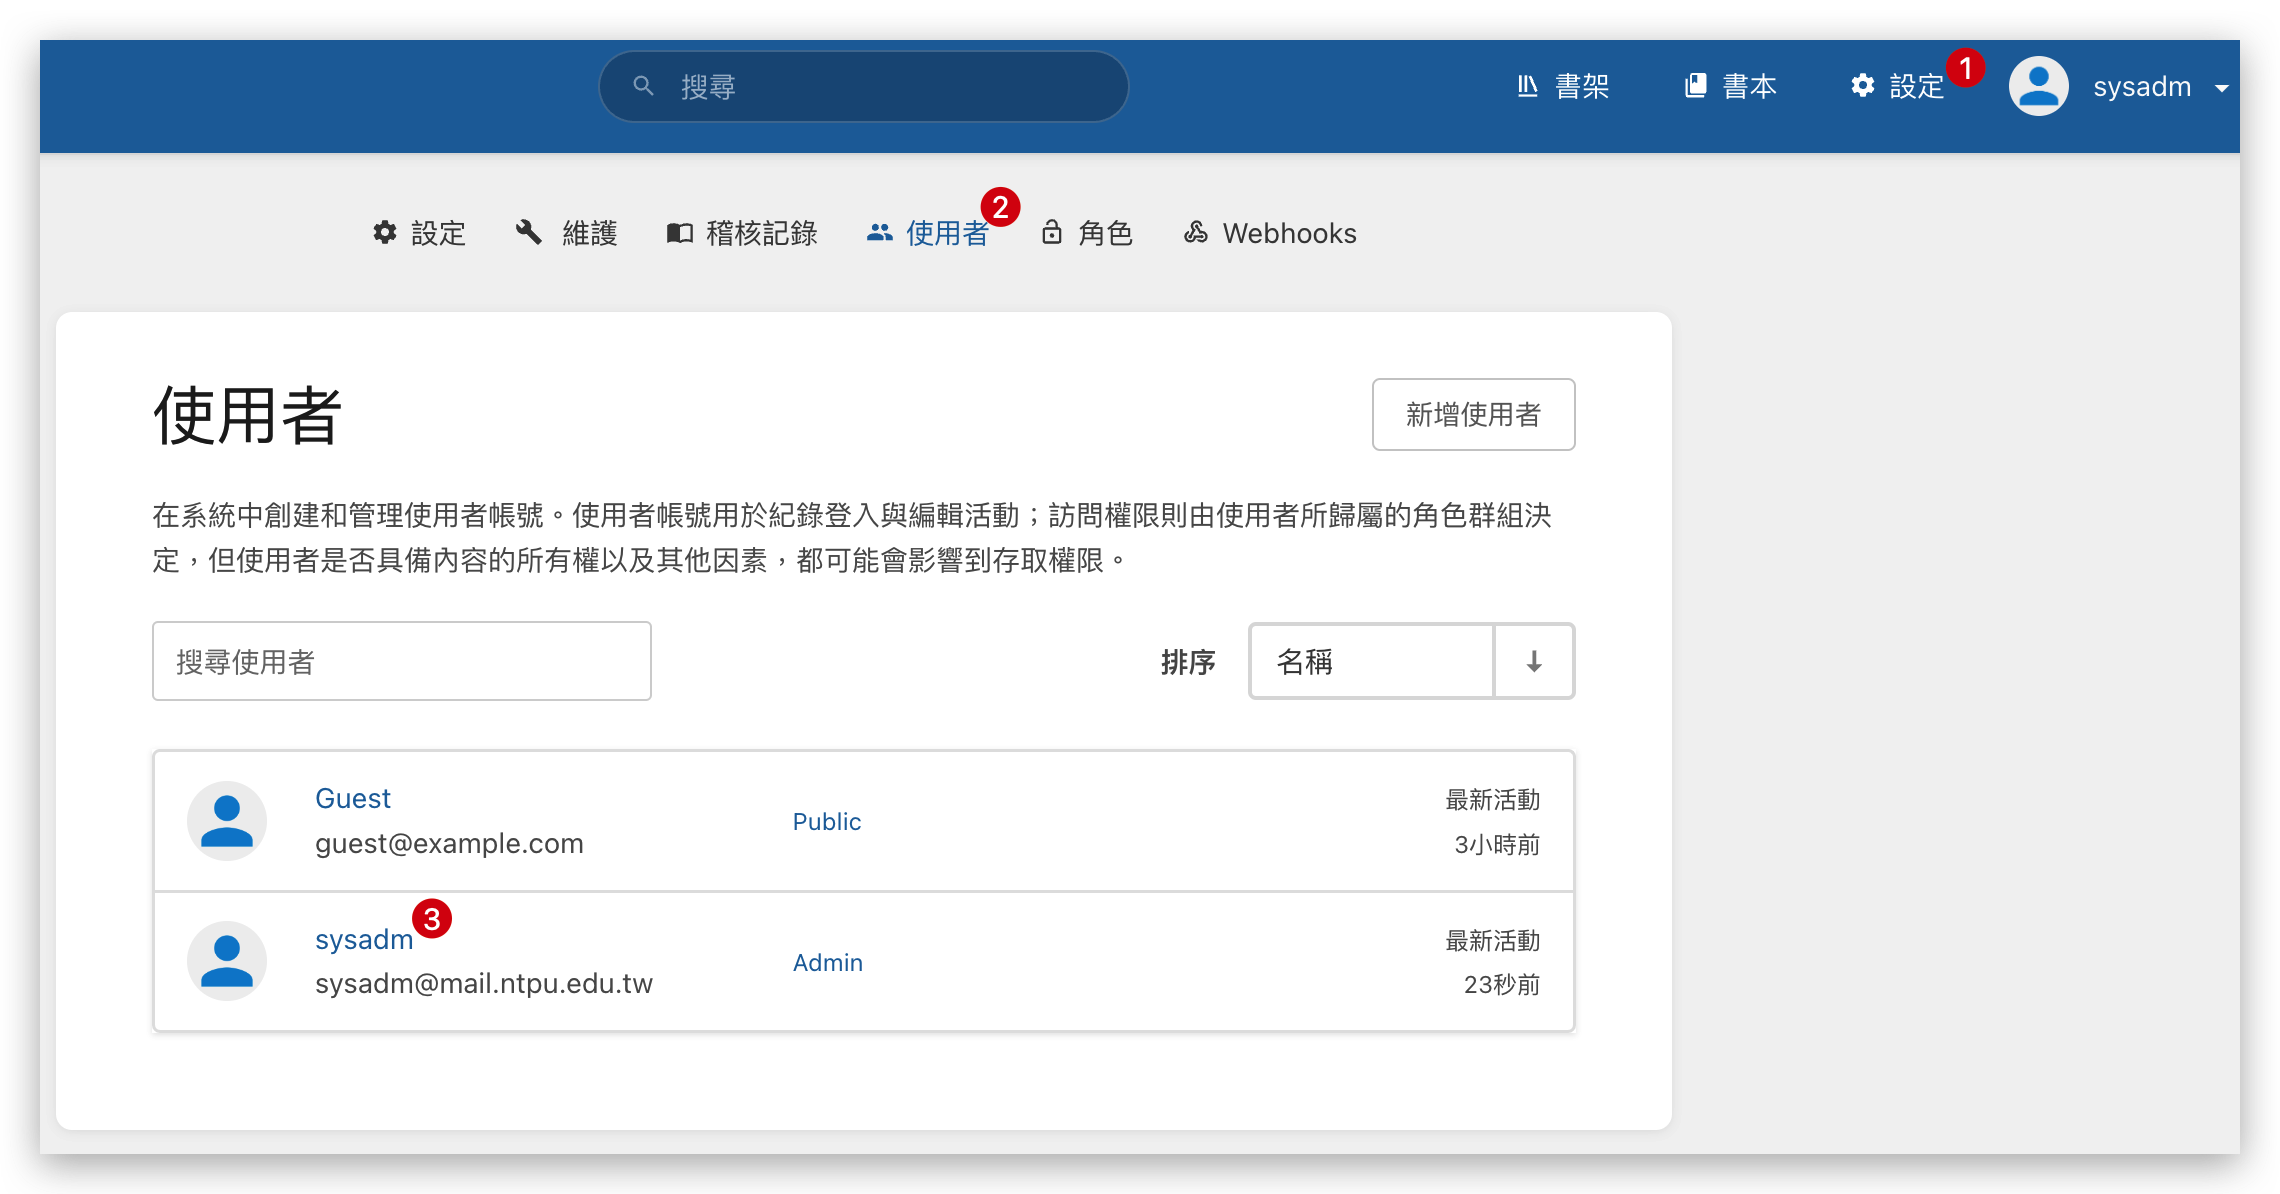 搜尋
書架
書本
設定
1
sysadm
設定
維護
稽核記錄
使用者
2
角色
Webhooks
使用者
新增使用者
在系統中創建和管理使用者帳號。使用者帳號用於紀錄登入與編輯活動；訪問權限則由使用者所歸屬的角色群組決
定，但使用者是否具備內容的所有權以及其他因素，都可能會影響到存取權限。
搜尋使用者
排序
名稱
Guest
guest@example.com
Public
最新活動
3小時前
sysadm
3
sysadm@mail.ntpu.edu.tw
Admin
最新活動
23秒前